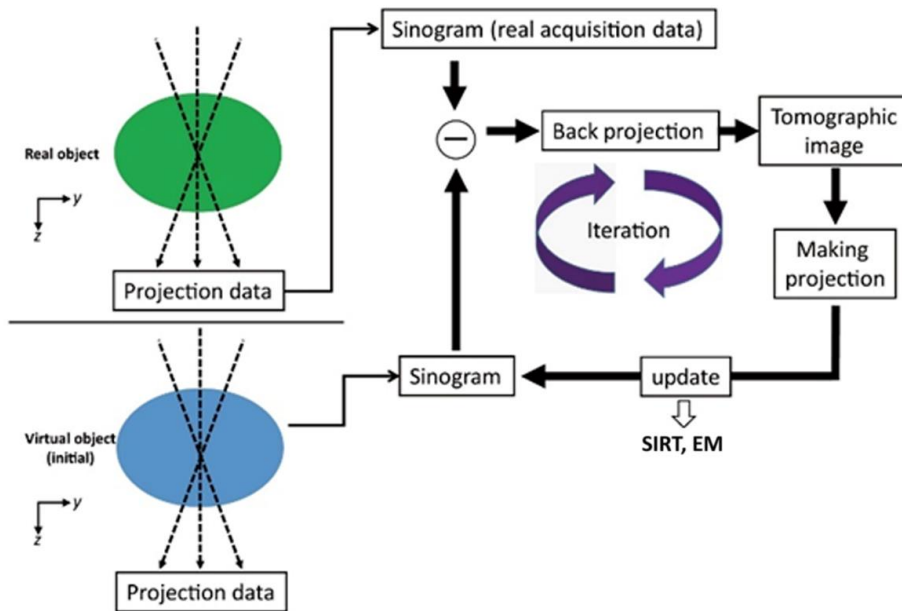 Sinogram (real acquisition data)
Real object
y
z
Projection data
Back projection
Tomographic
image
Iteration
Making
projection
Sinogram
update
SIRT, EM
Virtual object
(initial)
y
z
Projection data